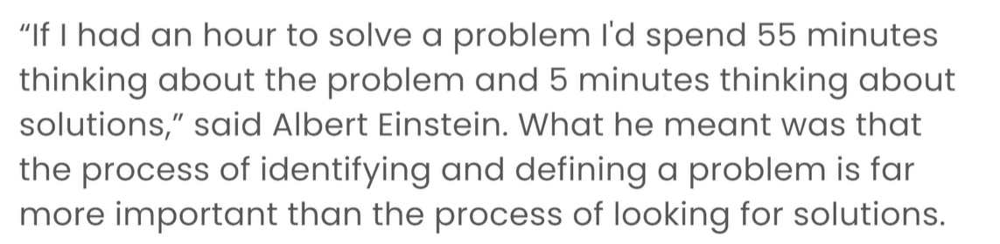 “If I had an hour to solve a problem I'd spend 55 minutes
thinking about the problem and 5 minutes thinking about
solutions,” said Albert Einstein. What he meant was that
the process of identifying and defining a problem is far
more important than the process of looking for solutions.